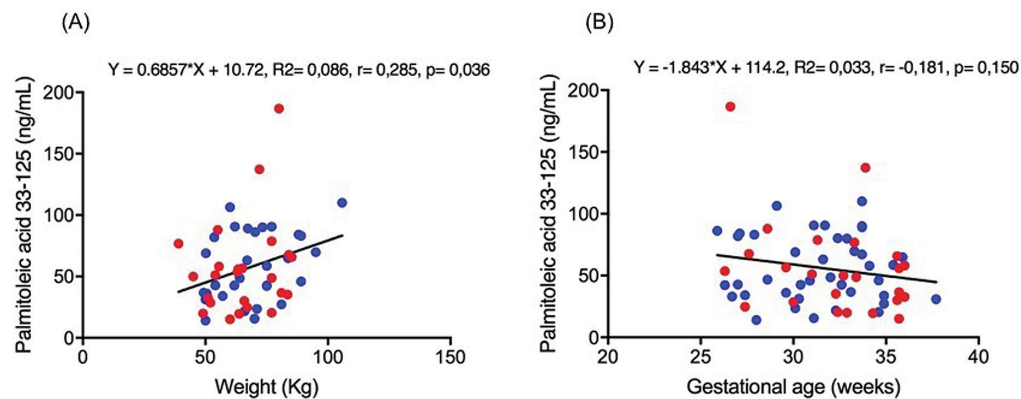 (A)
Y = 0.6857*X + 10.72, R2= 0,086, r= 0,285, p= 0,036
Palmitoleic acid 33-125 (ng/mL)
200
150
100
50
0
0 50 100 150
Weight (Kg)
(B)
Y = -1.843*X + 114.2, R2= 0,033, r= -0,181, p= 0,150
Palmitoleic acid 33-125 (ng/mL)
200
150
100
50
0
20 25 30 35 40
Gestational age (weeks)